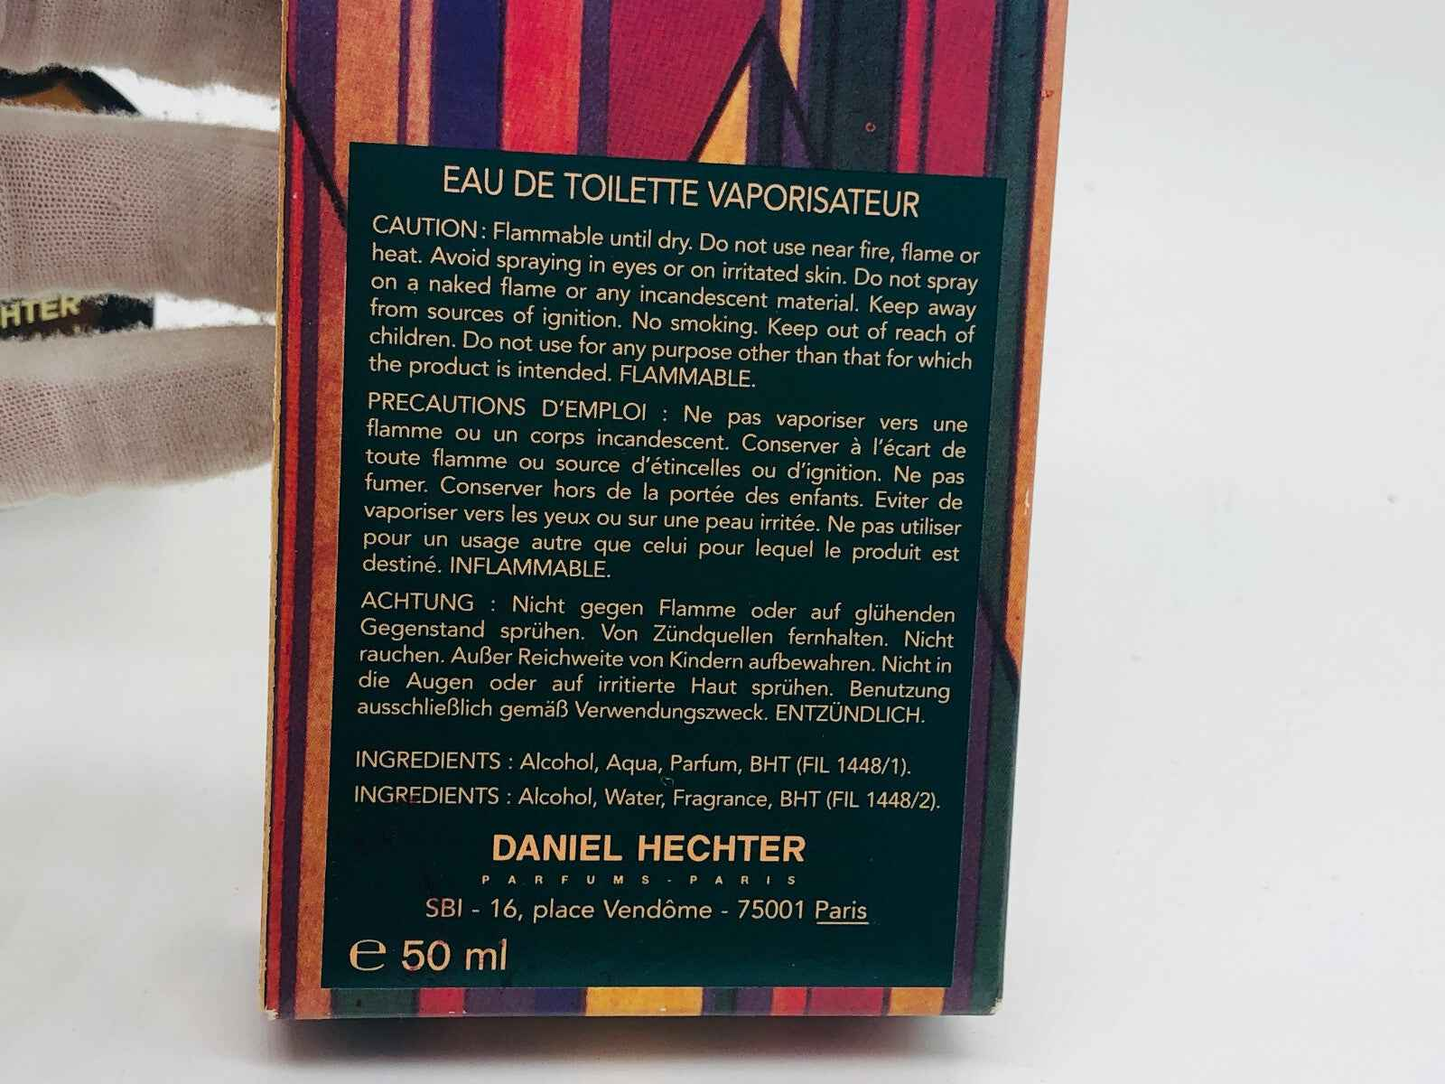 HTER
EAU DE TOILETTE VAPORISATEUR
CAUTION : Flammable until dry. Do not use near fire, flame or
heat. Avoid spraying in eyes or on irritated skin. Do not spray
on a naked flame or any incandescent material. Keep away
from sources of ignition. No smoking. Keep out of reach of
children. Do not use for any purpose other than that for which
the product is intended. FLAMMABLE.
PRECAUTIONS D'EMPLOI : Ne pas vaporiser vers une
flamme ou un corps incandescent. Conserver à l'écart de
toute flamme ou source d'étincelles ou d'ignition. Ne pas
fumer. Conserver hors de la portée des enfants. Eviter de
vaporiser vers les yeux ou sur une peau irritée. Ne pas utiliser
pour un usage autre que celui pour lequel le produit est
destiné. INFLAMMABLE.
ACHTUNG : Nicht gegen Flamme oder auf glühenden
Gegenstand sprühen. Von Zündquellen fernhalten. Nicht
rauchen. Außer Reichweite von Kindern aufbewahren. Nicht in
die Augen oder auf irritierte Haut sprühen. Benutzung
ausschließlich gemäß Verwendungszweck. ENTZÜNDLICH.
INGREDIENTS : Alcohol, Aqua, Parfum, BHT (FIL 1448/1).
INGREDIENTS : Alcohol, Water, Fragrance, BHT (FIL 1448/2).
DANIEL HECHTER
PARFUMS-PARIS
SBI - 16, place Vendôme - 75001 Paris
℮ 50 ml